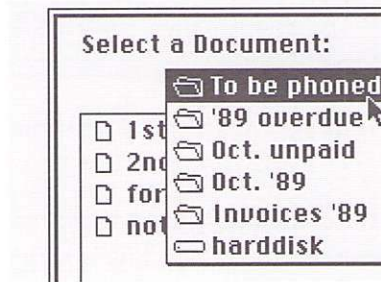 Select a Document:
To be phoned
'89 overdue
1st
Oct. unpaid
2nd
Oct. '89
for
Invoices '89
not
harddisk